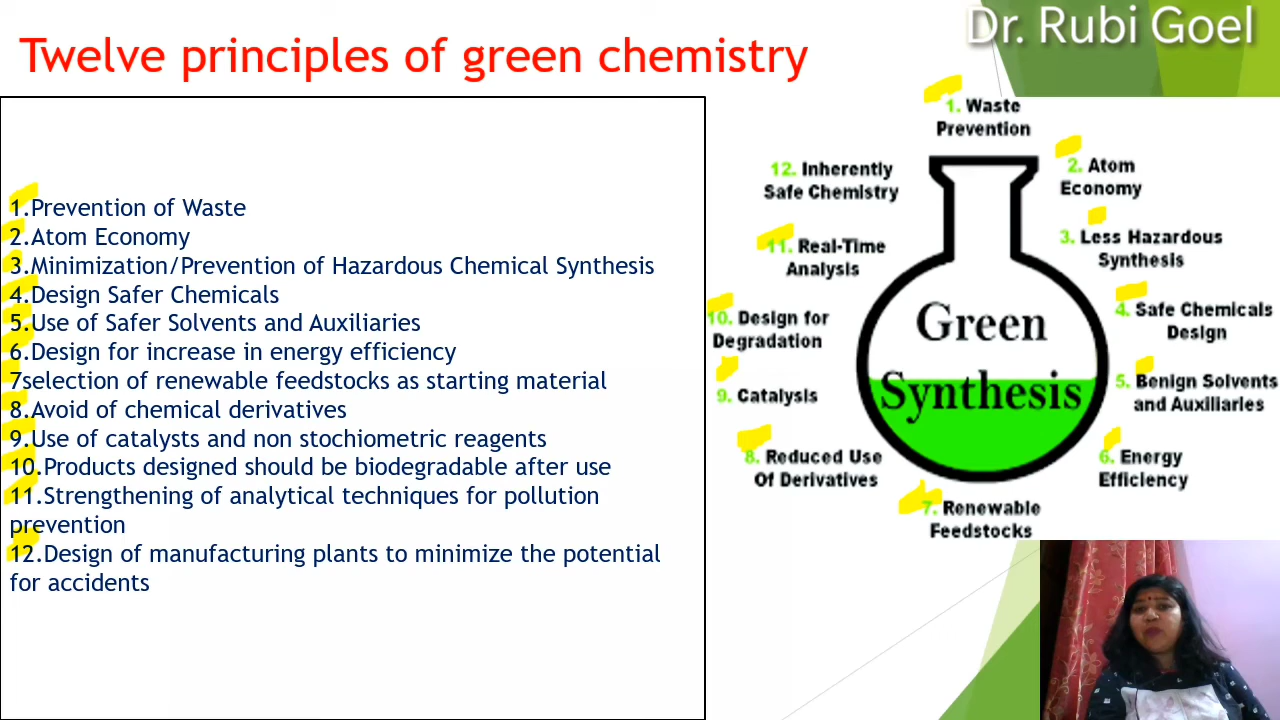 Dr. Rubi Goel
Twelve principles of green chemistry
1.Prevention of Waste
2.Atom Economy
3.Minimization/Prevention of Hazardous Chemical Synthesis
4.Design Safer Chemicals
5.Use of Safer Solvents and Auxiliaries
6.Design for increase in energy efficiency
7selection of renewable feedstocks as starting material
8.Avoid of chemical derivatives
9.Use of catalysts and non stochiometric reagents
10.Products designed should be biodegradable after use
11.Strengthening of analytical techniques for pollution
prevention
12.Design of manufacturing plants to minimize the potential
for accidents
1. Waste
Prevention
2. Atom
Economy
3. Less Hazardous
Synthesis
4. Safe Chemicals
Design
5. Benign Solvents
and Auxiliaries
6. Energy
Efficiency
7. Renewable
Feedstocks
8. Reduced Use
Of Derivatives
9. Catalysis
10. Design for
Degradation
11. Real-Time
Analysis
12. Inherently
Safe Chemistry
Green
Synthesis